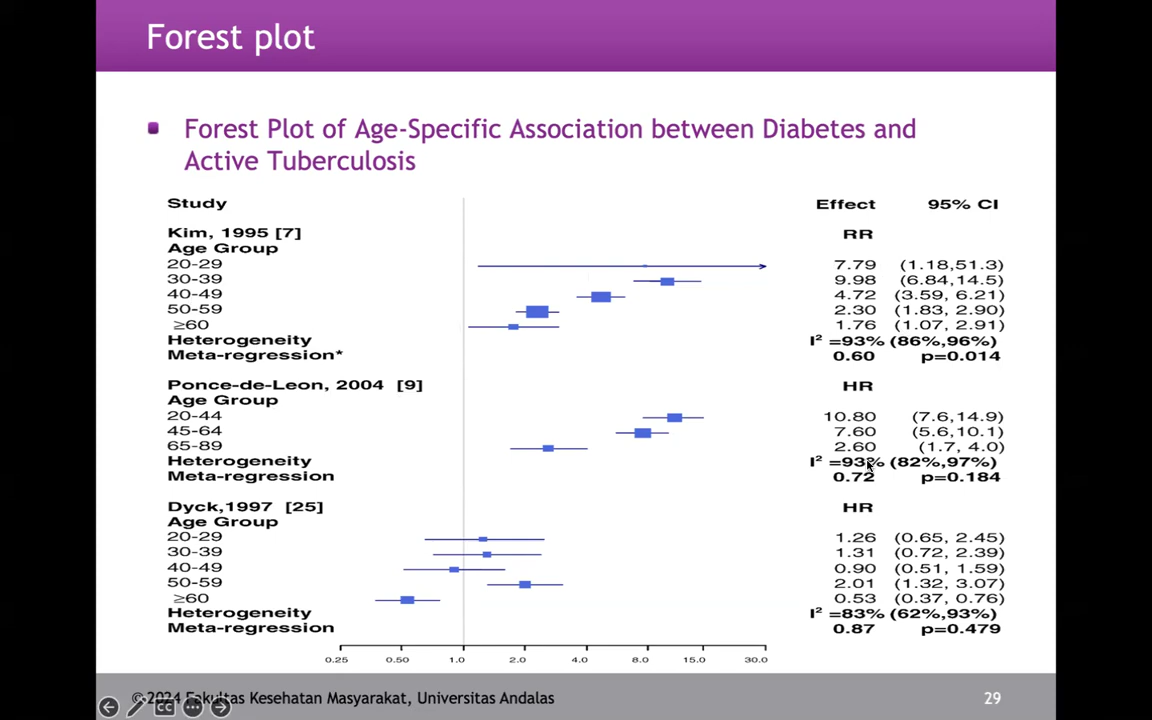 Forest plot
Forest Plot of Age-Specific Association between Diabetes and
Active Tuberculosis
Study Effect 95% CI
Kim, 1995 [7] RR
Age Group
20-29 7.79 (1.18,51.3)
30-39 9.98 (6.84,14.5)
40-49 4.72 (3.59, 6.21)
50-59 2.30 (1.83, 2.90)
≥60 1.76 (1.07, 2.91)
Heterogeneity I² =93% (86%,96%)
Meta-regression* 0.60 p=0.014
Ponce-de-Leon, 2004 [9] HR
Age Group
20-44 10.80 (7.6,14.9)
45-64 7.60 (5.6,10.1)
65-89 2.60 (1.7, 4.0)
Heterogeneity I² =93% (82%,97%)
Meta-regression 0.72 p=0.184
Dyck,1997 [25] HR
Age Group
20-29 1.26 (0.65, 2.45)
30-39 1.31 (0.72, 2.39)
40-49 0.90 (0.51, 1.59)
50-59 2.01 (1.32, 3.07)
≥60 0.53 (0.37, 0.76)
Heterogeneity I² =83% (62%,93%)
Meta-regression 0.87 p=0.479
0.25 0.50 1.0 2.0 4.0 8.0 15.0 30.0
©2024 Fakultas Kesehatan Masyarakat, Universitas Andalas 29
CC